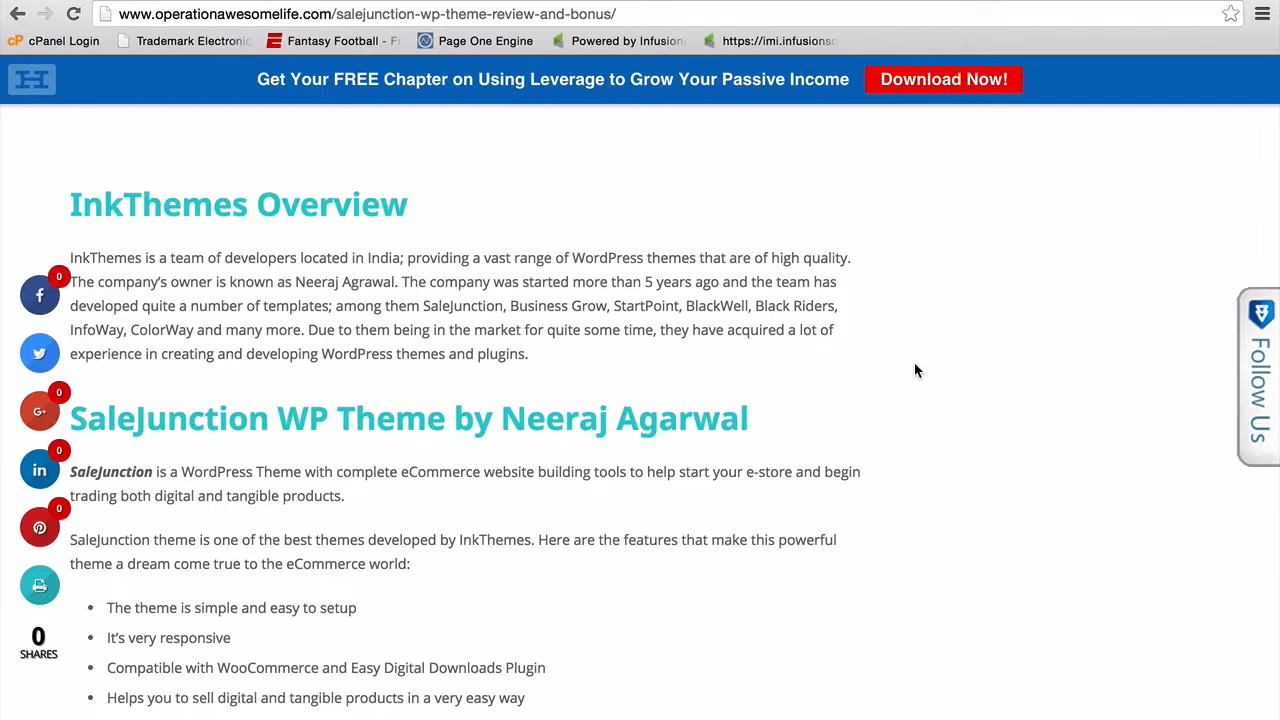 www.operationawesomelife.com/salejunction-wp-theme-review-and-bonus/
cPanel Login
Trademark Electronic
Fantasy Football - F
Page One Engine
Powered by Infusion
https://imi.infusionsc
Get Your FREE Chapter on Using Leverage to Grow Your Passive Income
Download Now!
InkThemes Overview
InkThemes is a team of developers located in India; providing a vast range of WordPress themes that are of high quality.
The company's owner is known as Neeraj Agrawal. The company was started more than 5 years ago and the team has
developed quite a number of templates; among them SaleJunction, Business Grow, StartPoint, BlackWell, Black Riders,
InfoWay, ColorWay and many more. Due to them being in the market for quite some time, they have acquired a lot of
experience in creating and developing WordPress themes and plugins.
SaleJunction WP Theme by Neeraj Agarwal
SaleJunction is a WordPress Theme with complete eCommerce website building tools to help start your e-store and begin
trading both digital and tangible products.
SaleJunction theme is one of the best themes developed by InkThemes. Here are the features that make this powerful
theme a dream come true to the eCommerce world:
• The theme is simple and easy to setup
• It's very responsive
• Compatible with WooCommerce and Easy Digital Downloads Plugin
• Helps you to sell digital and tangible products in a very easy way
0
0
G+
0
in
0
0
SHARES
Follow Us